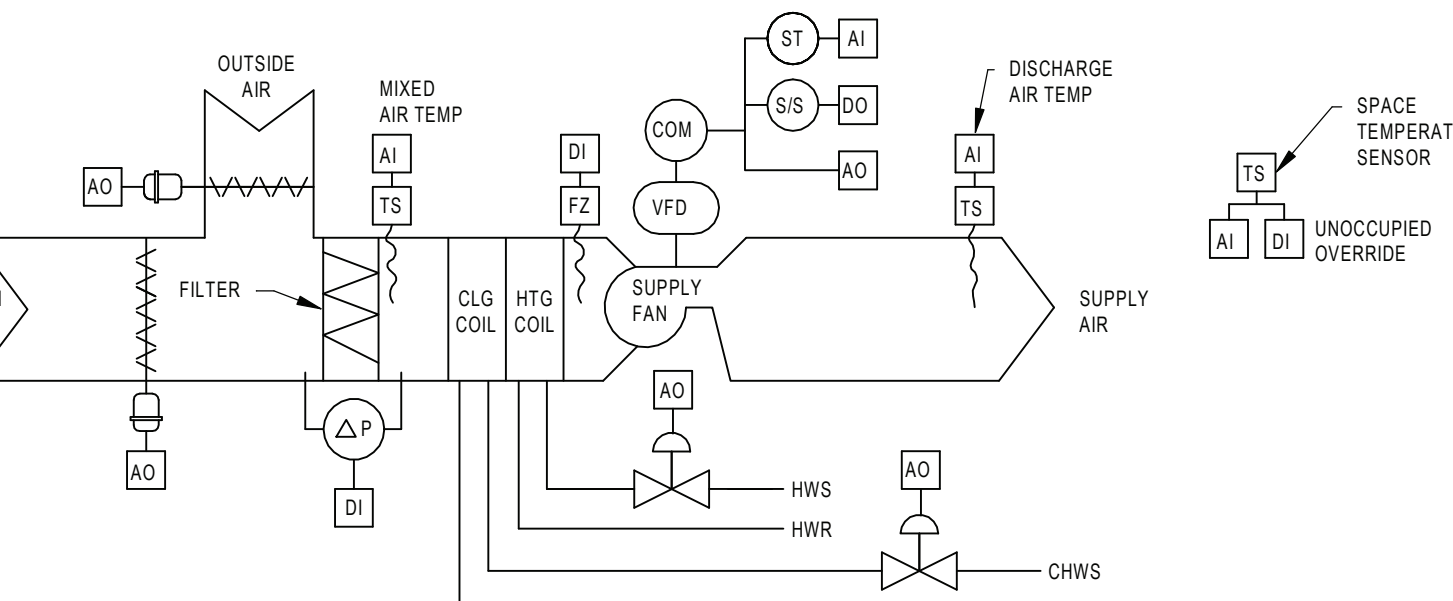 OUTSIDE
AIR
MIXED
AIR TEMP
AI
TS
DI
FZ
COM
VFD
ST
AI
S/S
DO
AO
DISCHARGE
AIR TEMP
AI
TS
SPACE
TEMPERAT
SENSOR
TS
AI
DI
UNOCCUPIED
OVERRIDE
AO
FILTER
CLG
COIL
HTG
COIL
SUPPLY
FAN
SUPPLY
AIR
AO
△P
DI
AO
HWS
HWR
AO
CHWS